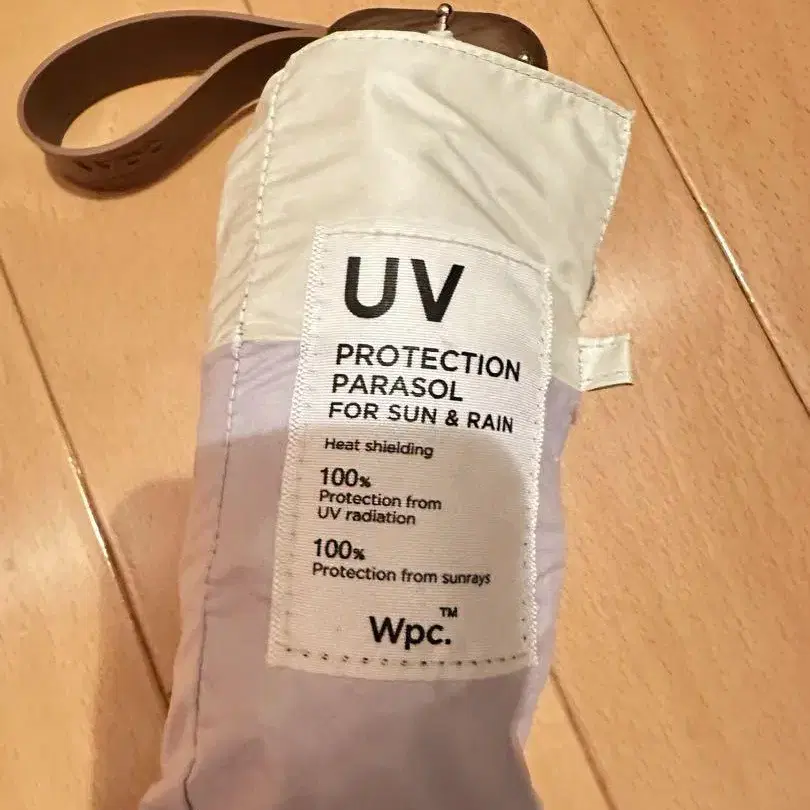 UV
PROTECTION
PARASOL
FOR SUN & RAIN
Heat shielding
100%
Protection from
UV radiation
100%
Protection from sunrays
Wpc.™